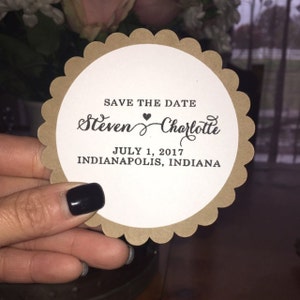 SAVE THE DATE
Steven Charlotte
JULY 1, 2017
INDIANAPOLIS, INDIANA